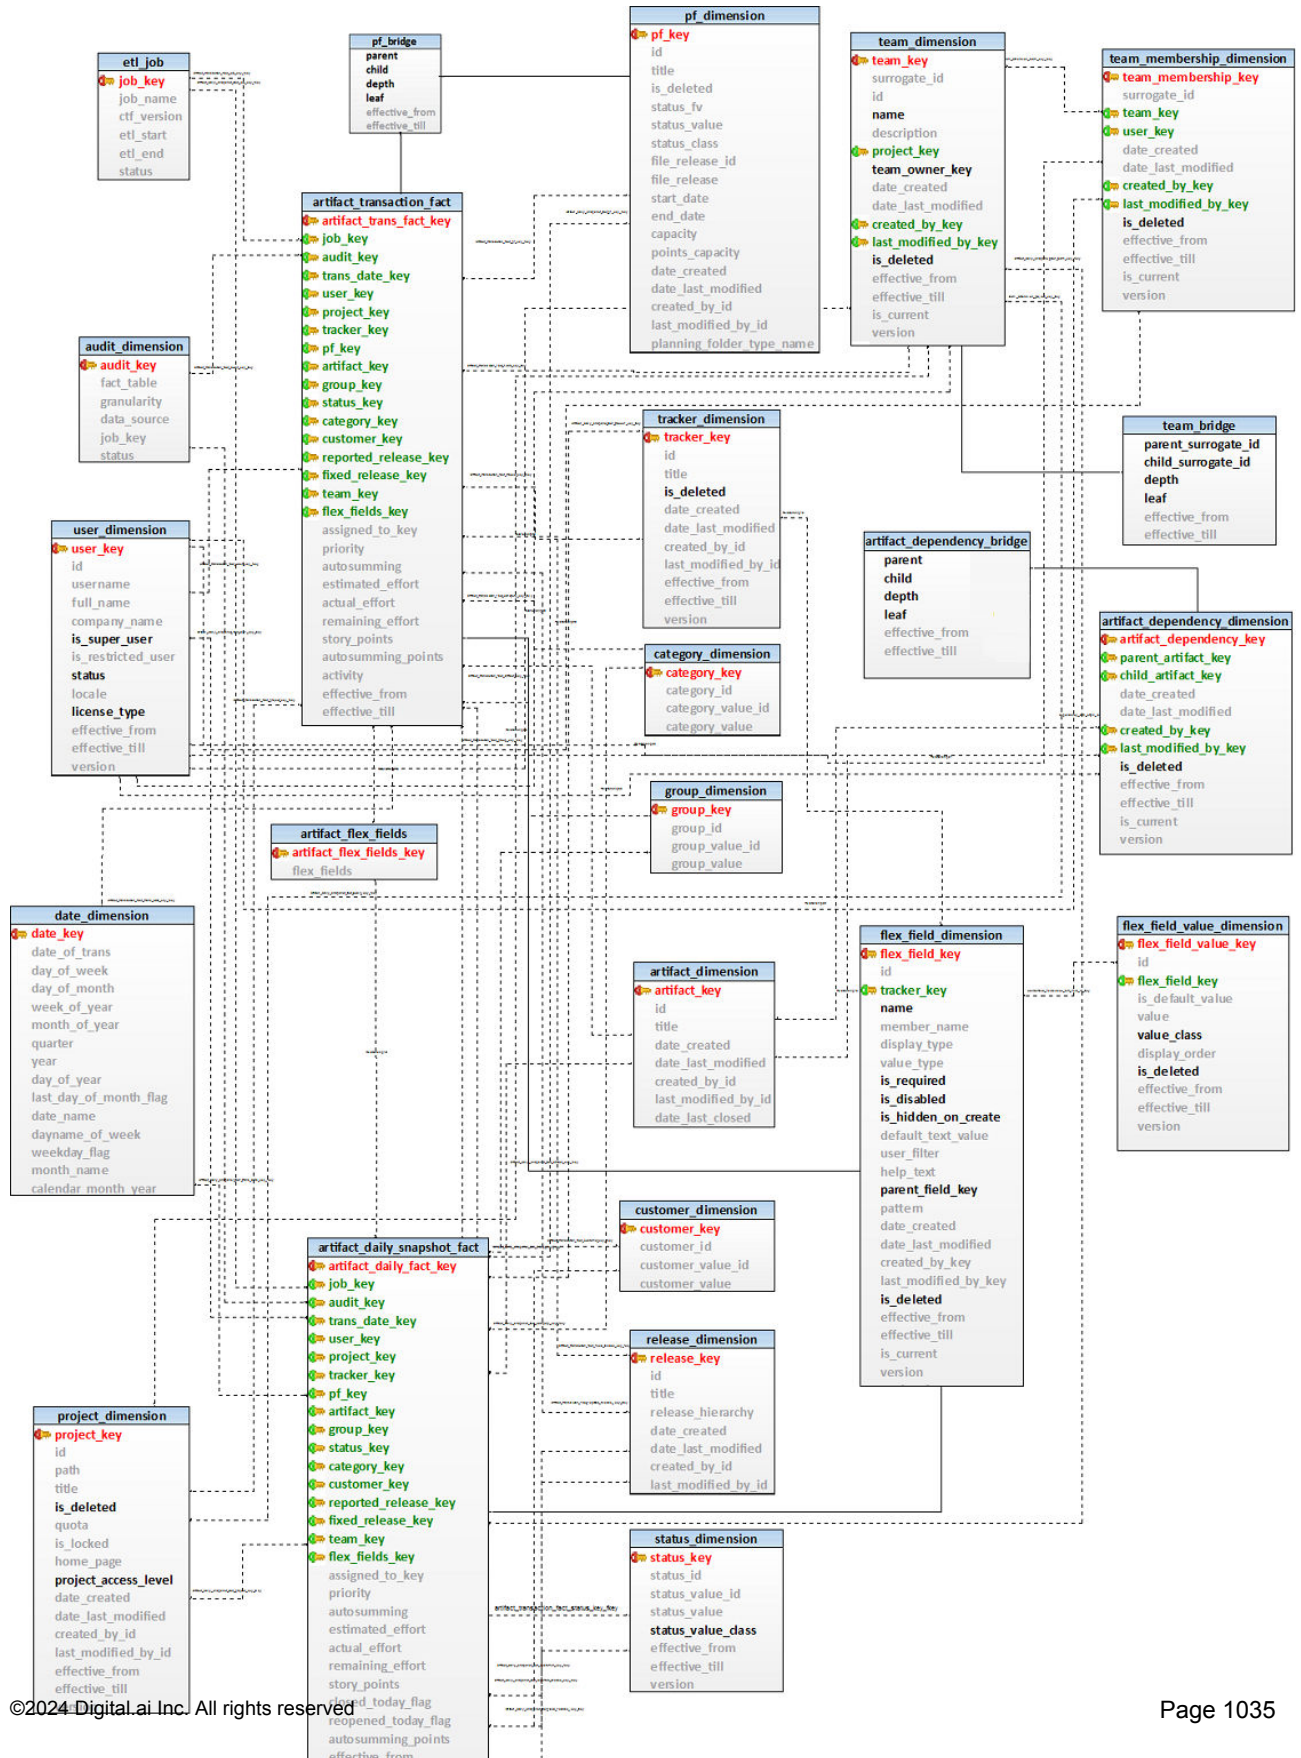 pf_bridge
parent
child
depth
leaf
effective_from
effective_till
etl_job
job_key
job_name
ctf_version
etl_start
etl_end
status
pf_dimension
pf_key
id
title
is_deleted
status_fv
status_value
status_class
file_release_id
file_release
start_date
end_date
capacity
points_capacity
date_created
date_last_modified
created_by_id
last_modified_by_id
planning_folder_type_name
team_dimension
team_key
surrogate_id
id
name
description
project_key
team_owner_key
date_created
date_last_modified
created_by_key
last_modified_by_key
is_deleted
effective_from
effective_till
is_current
version
team_membership_dimension
team_membership_key
surrogate_id
team_key
user_key
date_created
date_last_modified
created_by_key
last_modified_by_key
is_deleted
effective_from
effective_till
is_current
version
artifact_transaction_fact
artifact_trans_fact_key
job_key
audit_key
trans_date_key
user_key
project_key
tracker_key
pf_key
artifact_key
group_key
status_key
category_key
customer_key
reported_release_key
fixed_release_key
team_key
flex_fields_key
assigned_to_key
priority
autosumming
estimated_effort
actual_effort
remaining_effort
story_points
autosumming_points
activity
effective_from
effective_till
audit_dimension
audit_key
fact_table
granularity
data_source
job_key
status
tracker_dimension
tracker_key
id
title
is_deleted
date_created
date_last_modified
created_by_id
last_modified_by_id
effective_from
effective_till
version
team_bridge
parent_surrogate_id
child_surrogate_id
depth
leaf
effective_from
effective_till
user_dimension
user_key
id
username
full_name
company_name
is_super_user
is_restricted_user
status
locale
license_type
effective_from
effective_till
version
artifact_dependency_bridge
parent
child
depth
leaf
effective_from
effective_till
artifact_dependency_dimension
artifact_dependency_key
parent_artifact_key
child_artifact_key
date_created
date_last_modified
created_by_key
last_modified_by_key
is_deleted
effective_from
effective_till
is_current
version
category_dimension
category_key
category_id
category_value_id
category_value
group_dimension
group_key
group_id
group_value_id
group_value
artifact_flex_fields
artifact_flex_fields_key
flex_fields
date_dimension
date_key
date_of_trans
day_of_week
day_of_month
week_of_year
month_of_year
quarter
year
day_of_year
last_day_of_month_flag
date_name
dayname_of_week
weekday_flag
month_name
calendar_month_year
artifact_dimension
artifact_key
id
title
date_created
date_last_modified
created_by_id
last_modified_by_id
date_last_closed
flex_field_dimension
flex_field_key
id
tracker_key
name
member_name
display_type
value_type
is_required
is_disabled
is_hidden_on_create
default_text_value
user_filter
help_text
parent_field_key
pattern
date_created
date_last_modified
created_by_key
last_modified_by_key
is_deleted
effective_from
effective_till
is_current
version
flex_field_value_dimension
flex_field_value_key
id
flex_field_key
is_default_value
value
value_class
display_order
is_deleted
effective_from
effective_till
version
customer_dimension
customer_key
customer_id
customer_value_id
customer_value
artifact_daily_snapshot_fact
artifact_daily_fact_key
job_key
audit_key
trans_date_key
user_key
project_key
tracker_key
pf_key
artifact_key
group_key
status_key
category_key
customer_key
reported_release_key
fixed_release_key
team_key
flex_fields_key
assigned_to_key
priority
autosumming
estimated_effort
actual_effort
remaining_effort
story_points
closed_today_flag
reopened_today_flag
autosumming_points
effective_from
release_dimension
release_key
id
title
release_hierarchy
date_created
date_last_modified
created_by_id
last_modified_by_id
project_dimension
project_key
id
path
title
is_deleted
quota
is_locked
home_page
project_access_level
date_created
date_last_modified
created_by_id
last_modified_by_id
effective_from
effective_till
status_dimension
status_key
status_id
status_value_id
status_value
status_value_class
effective_from
effective_till
version
artifact_transaction_fact_status_key_fkey
©2024 Digital.ai Inc. All rights reserved
Page 1035